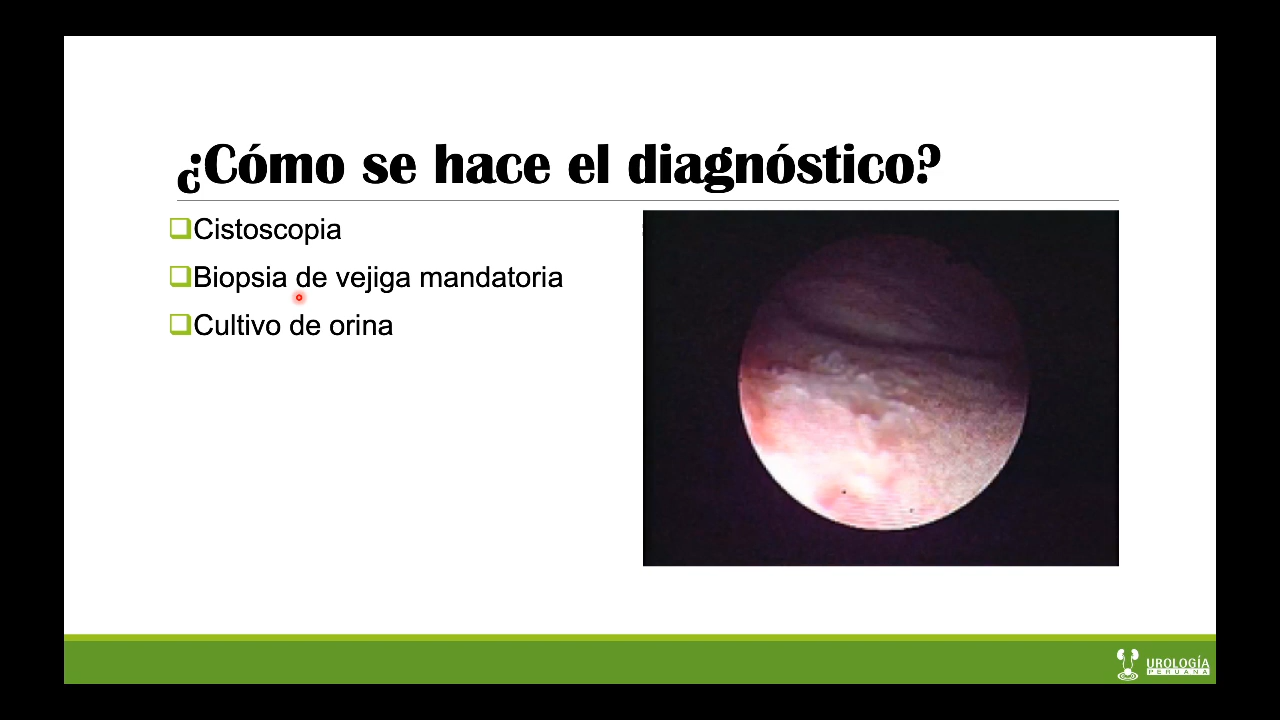 ¿Cómo se hace el diagnóstico?
Cistoscopia
Biopsia de vejiga mandatoria
Cultivo de orina
UROLOGÍA
PERUANA